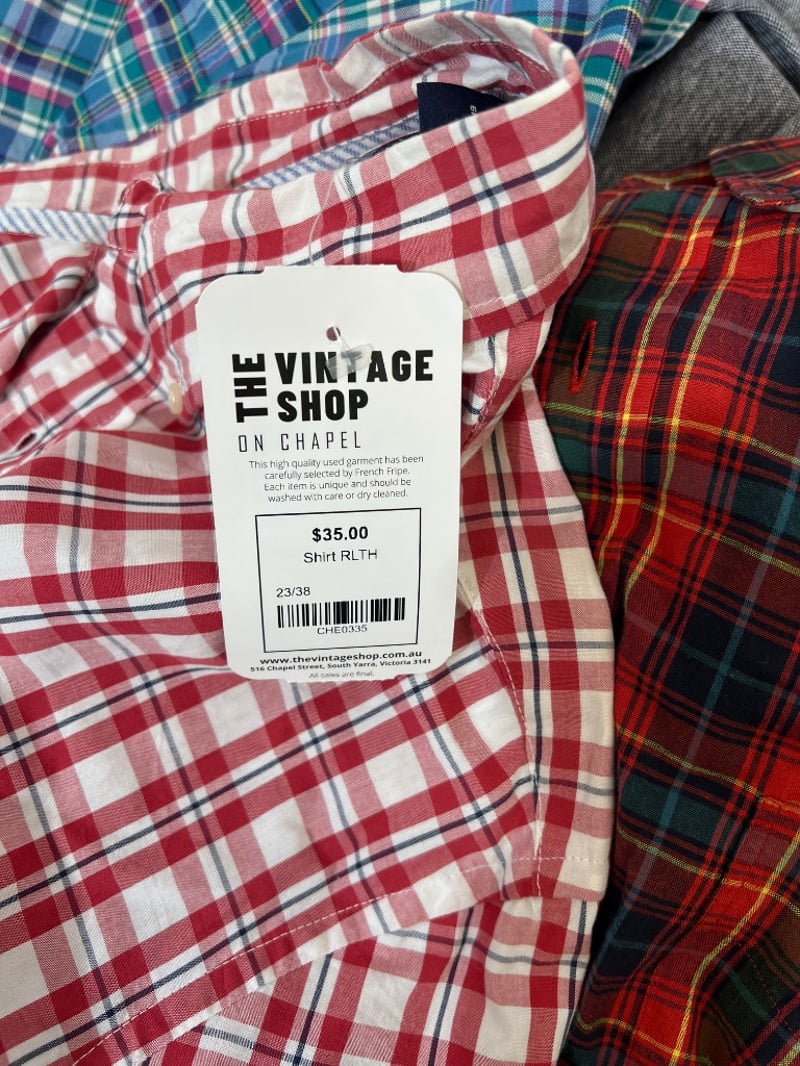 THE VINTAGE
SHOP
ON CHAPEL
This high quality used garment has been
carefully selected by French Fripe.
Each item is unique and should be
washed with care or dry cleaned.
$35.00
Shirt RLTH
23/38
CHE0335
www.thevintageshop.com.au
516 Chapel Street, South Yarra, Victoria 3141
All sales are final.